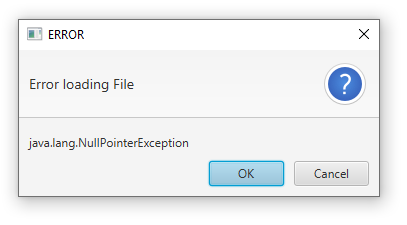 ERROR
Error loading File
?
java.lang.NullPointerException
OK
Cancel